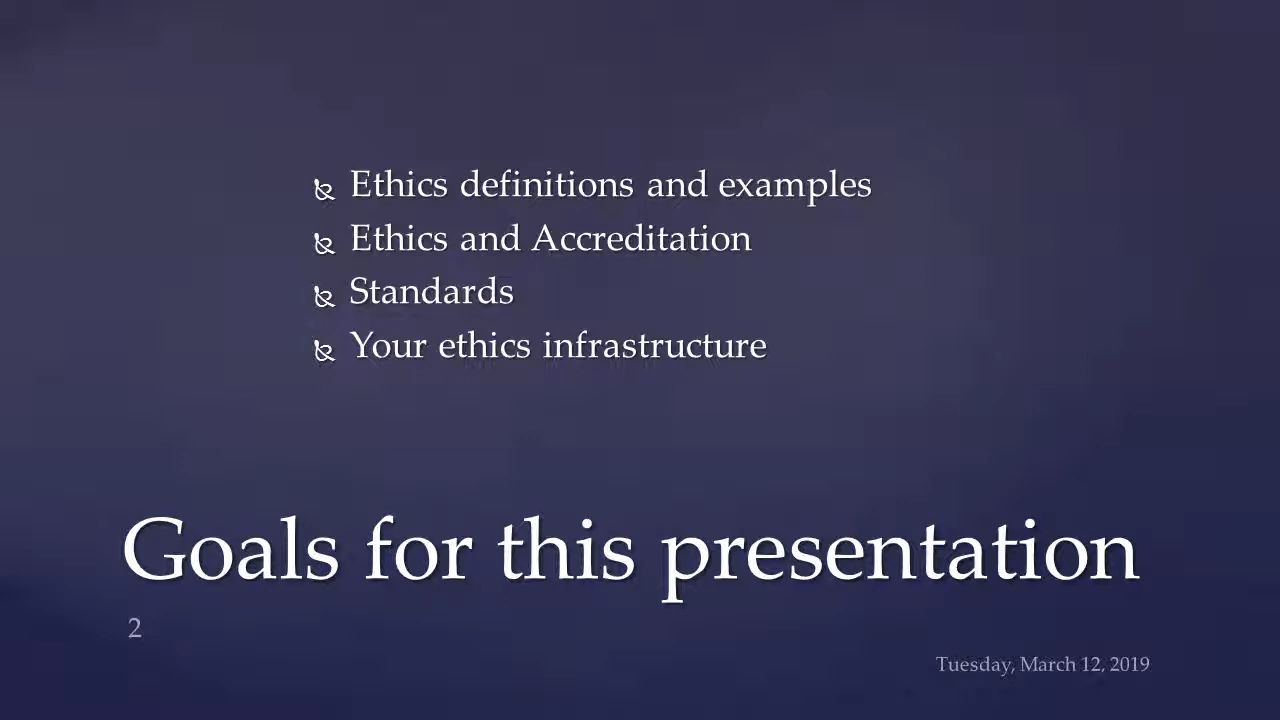 Ethics definitions and examples
Ethics and Accreditation
Standards
Your ethics infrastructure
Goals for this presentation
2
Tuesday, March 12, 2019